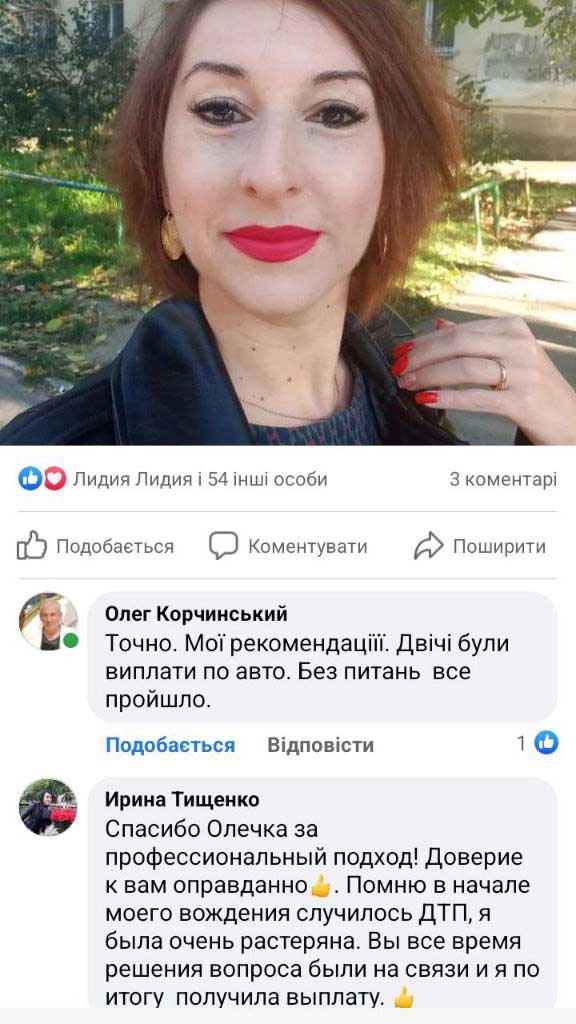 Лидия Лидия і 54 інші особи
3 коментарі
Подобається
Коментувати
Поширити
Олег Корчинський
Точно. Мої рекомендаціїї. Двічі були
виплати по авто. Без питань все
пройшло.
Подобається
Відповісти
1
Ирина Тищенко
Спасибо Олечка за
профессиональный подход! Доверие
к вам оправданно👍. Помню в начале
моего вождения случилось ДТП, я
была очень растеряна. Вы все время
решения вопроса были на связи и я по
итогу получила выплату. 👍